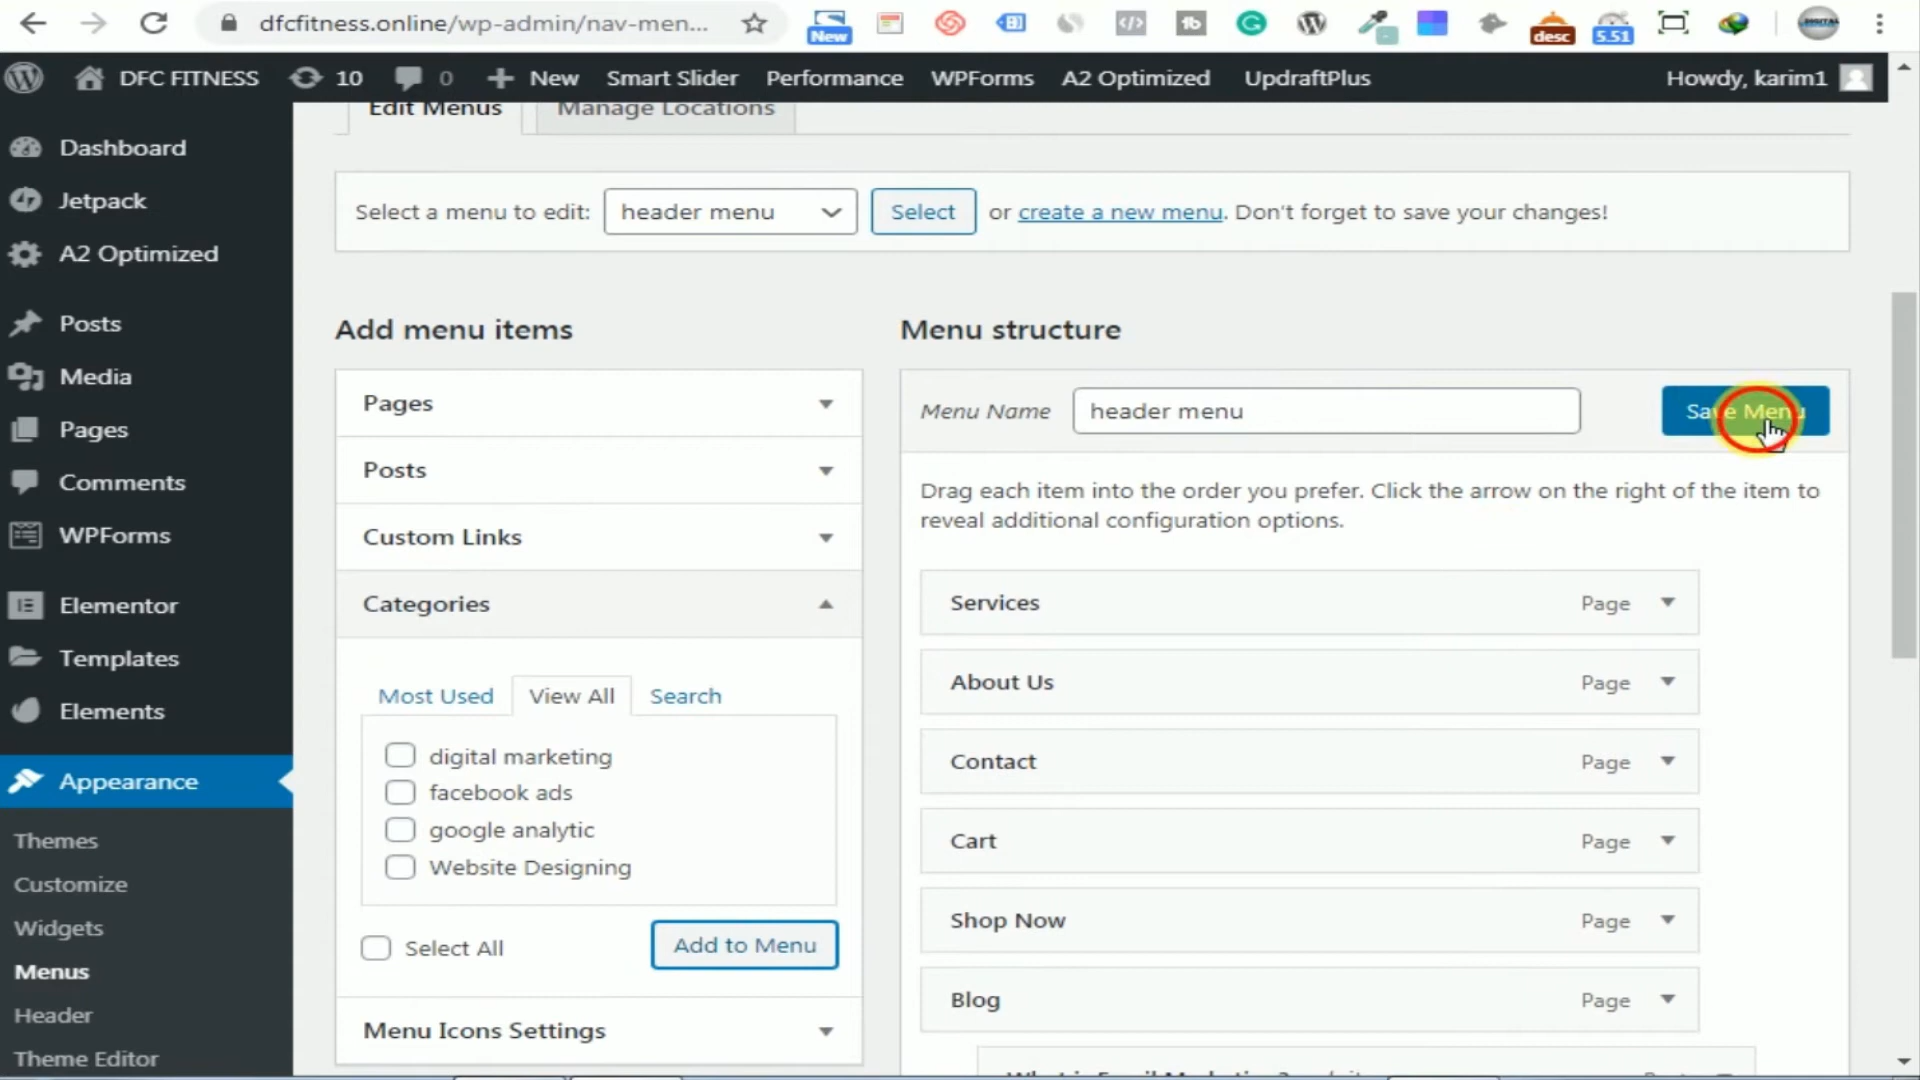 dfcfitness.online/wp-admin/nav-men...
New
desc
5.51
DFC FITNESS
10
0
New
Smart Slider
Performance
WPForms
A2 Optimized
UpdraftPlus
Howdy, karim1
Dashboard
Jetpack
A2 Optimized
Posts
Media
Pages
Comments
WPForms
Elementor
Templates
Elements
Appearance
Themes
Customize
Widgets
Menus
Header
Theme Editor
Edit Menus
Manage Locations
Select a menu to edit: header menu Select or create a new menu. Don't forget to save your changes!
Add menu items
Pages
Posts
Custom Links
Categories
Most Used View All Search
digital marketing
facebook ads
google analytic
Website Designing
Select All
Add to Menu
Menu Icons Settings
Menu structure
Menu Name header menu Save Menu
Drag each item into the order you prefer. Click the arrow on the right of the item to
reveal additional configuration options.
Services Page
About Us Page
Contact Page
Cart Page
Shop Now Page
Blog Page